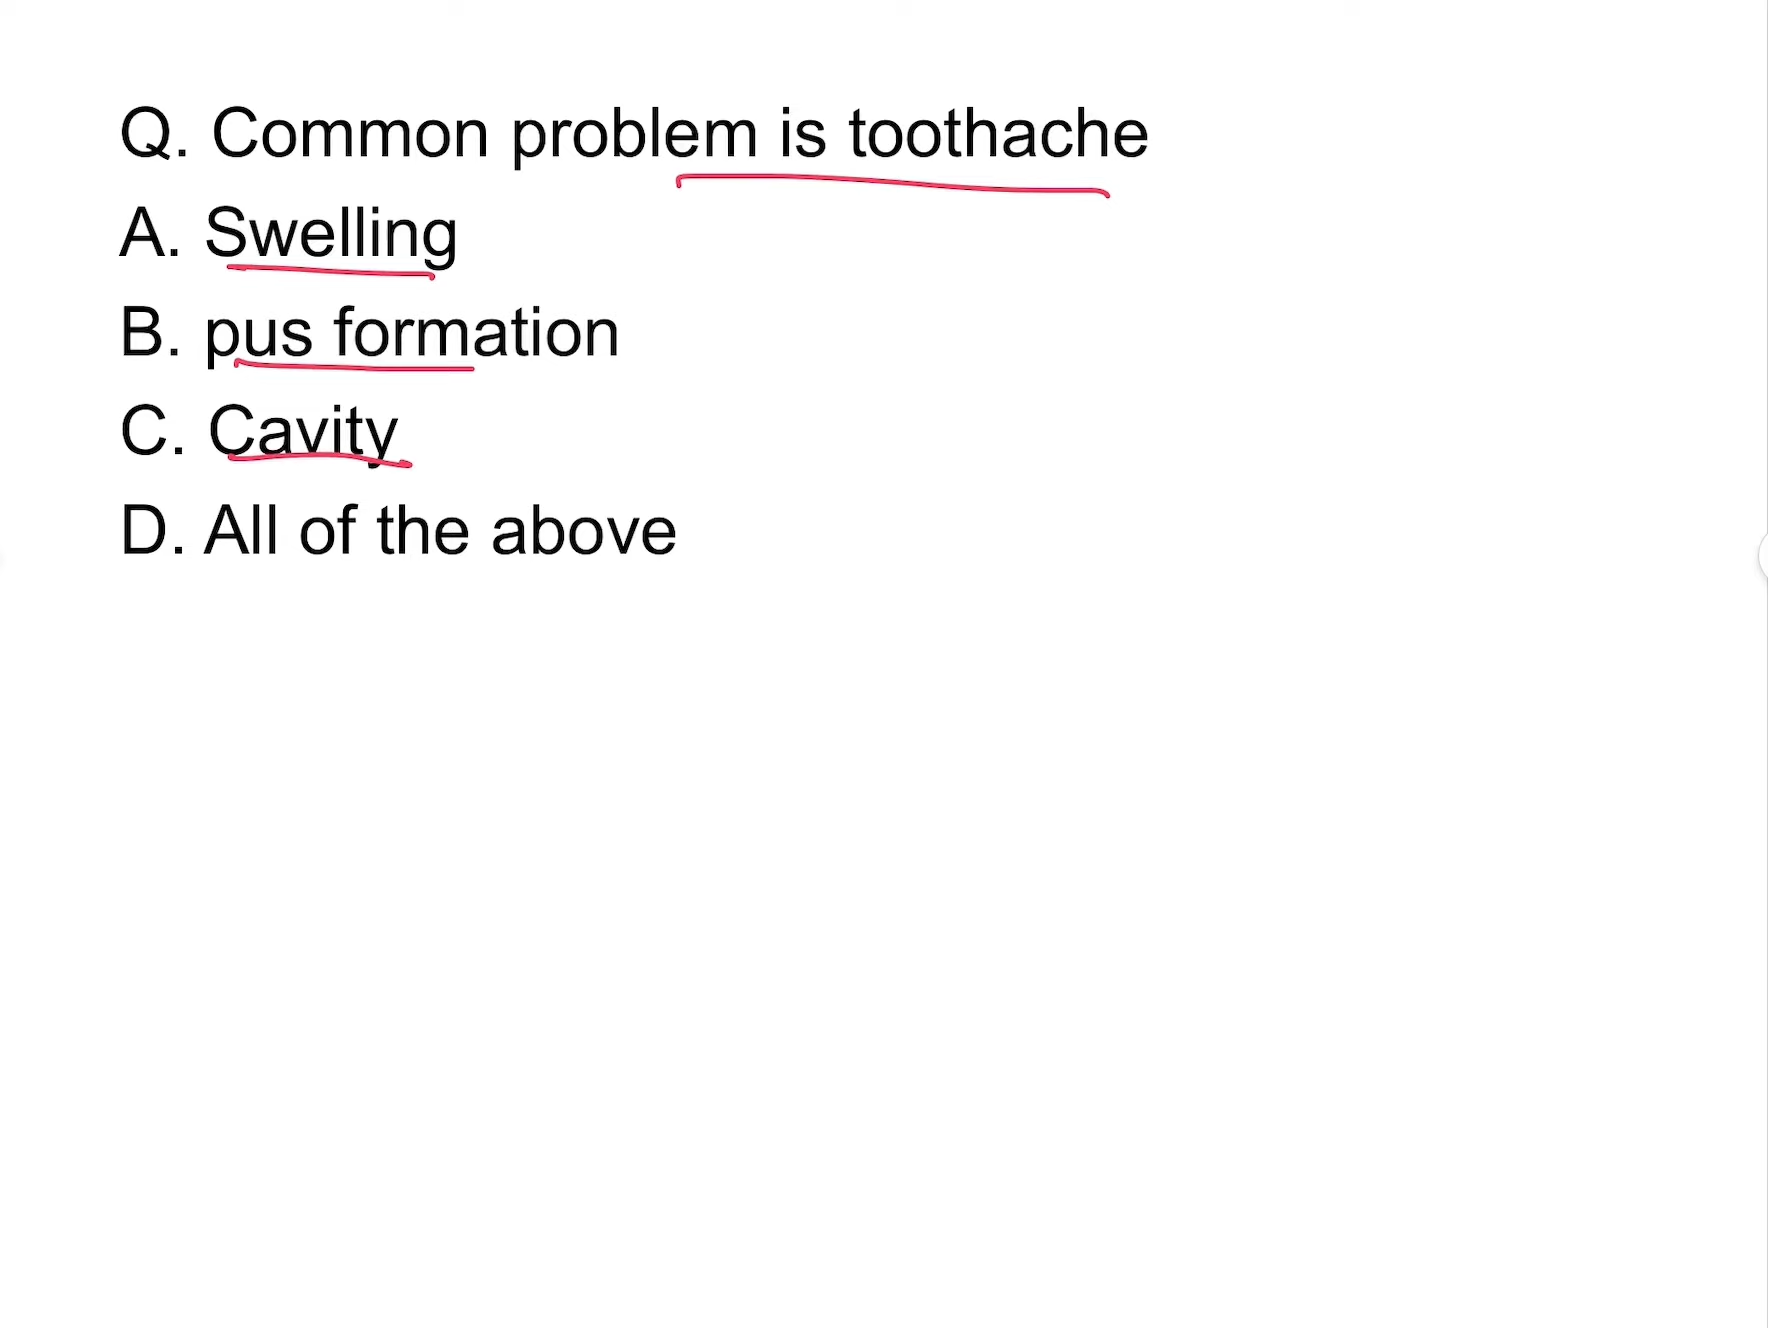 Q. Common problem is toothache
A. Swelling
B. pus formation
C. Cavity
D. All of the above